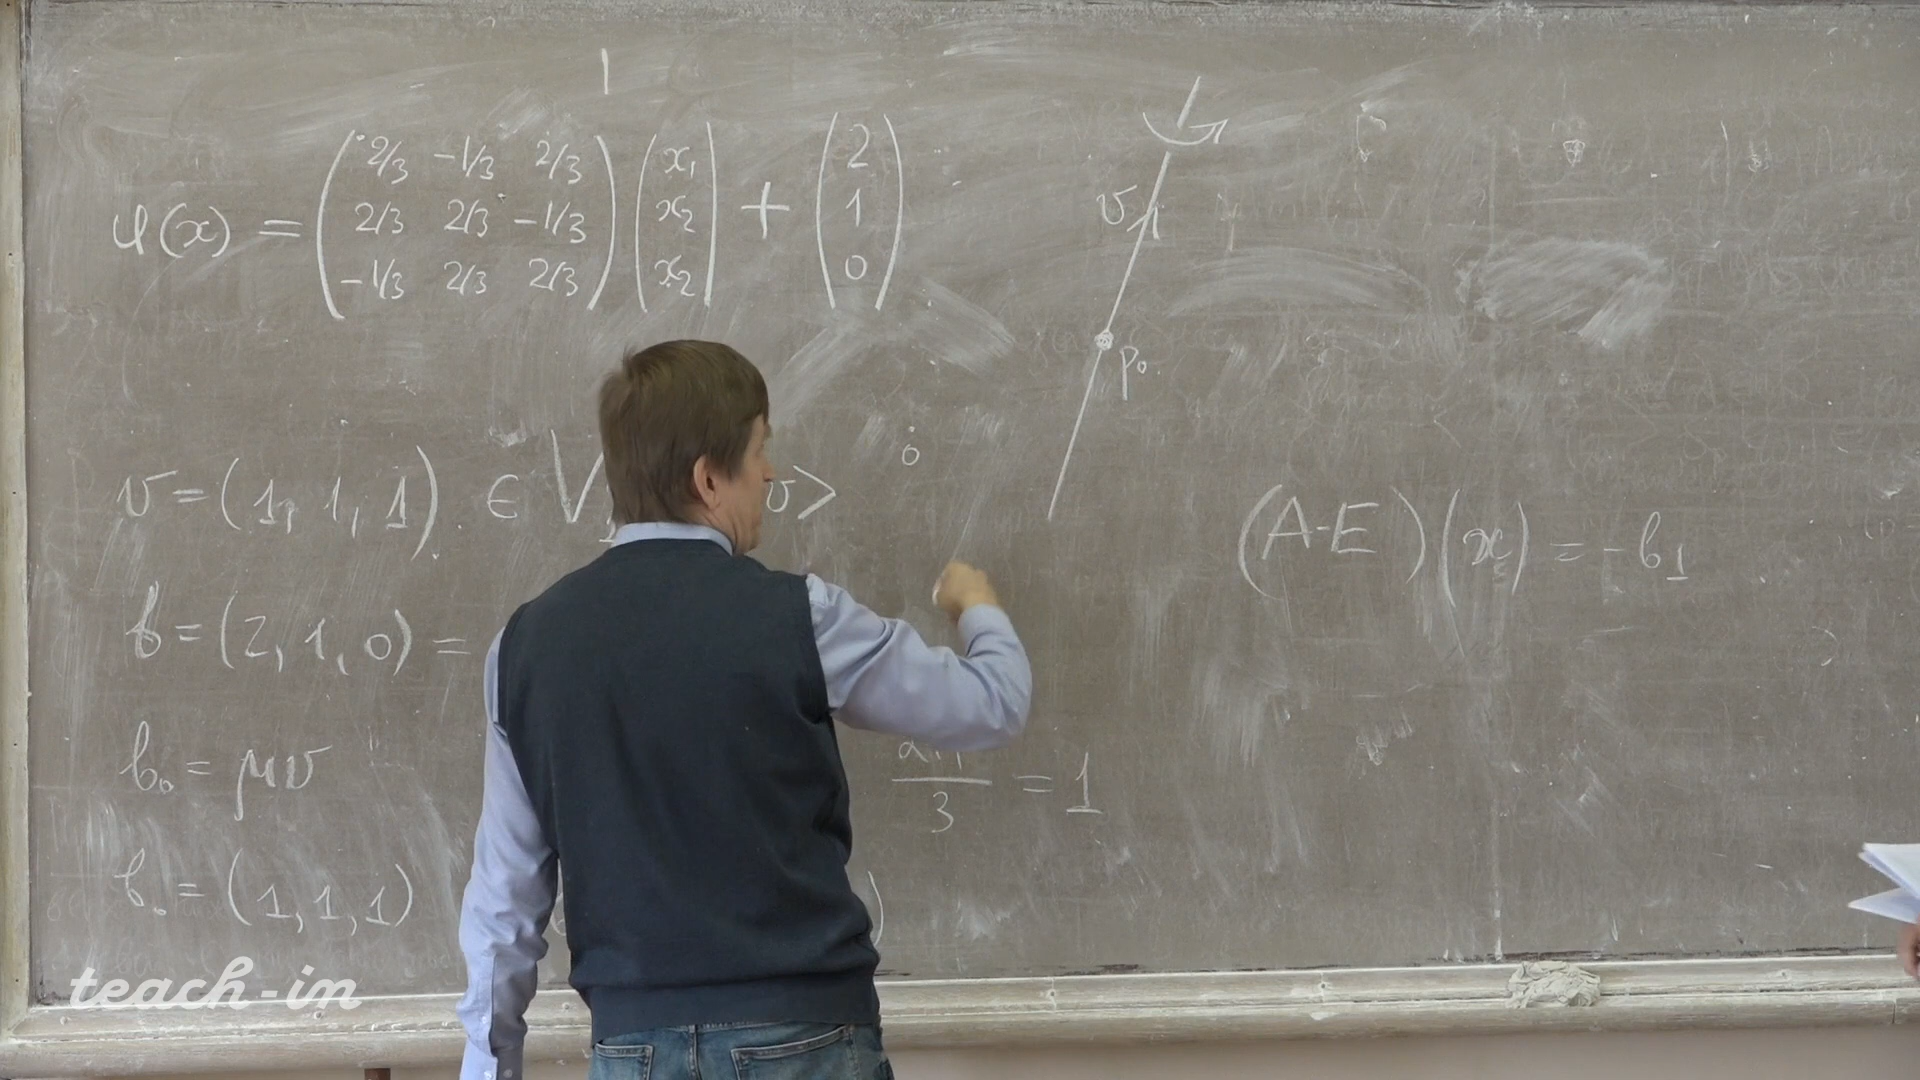 φ(x) = ( 2/3 -1/3 2/3 ) ( x₁ ) + ( 2 )
( 2/3 2/3 -1/3 ) ( x₂ ) ( 1 )
( -1/3 2/3 2/3 ) ( x₂ ) ( 0 )
v
p₀
v = (1, 1, 1) ∈ V₁ v>
o
(A-E)(x) = -b₁
b = (2, 1, 0) =
b₀ = μv
3 = 1
b₀ = (1, 1, 1)
teach-in